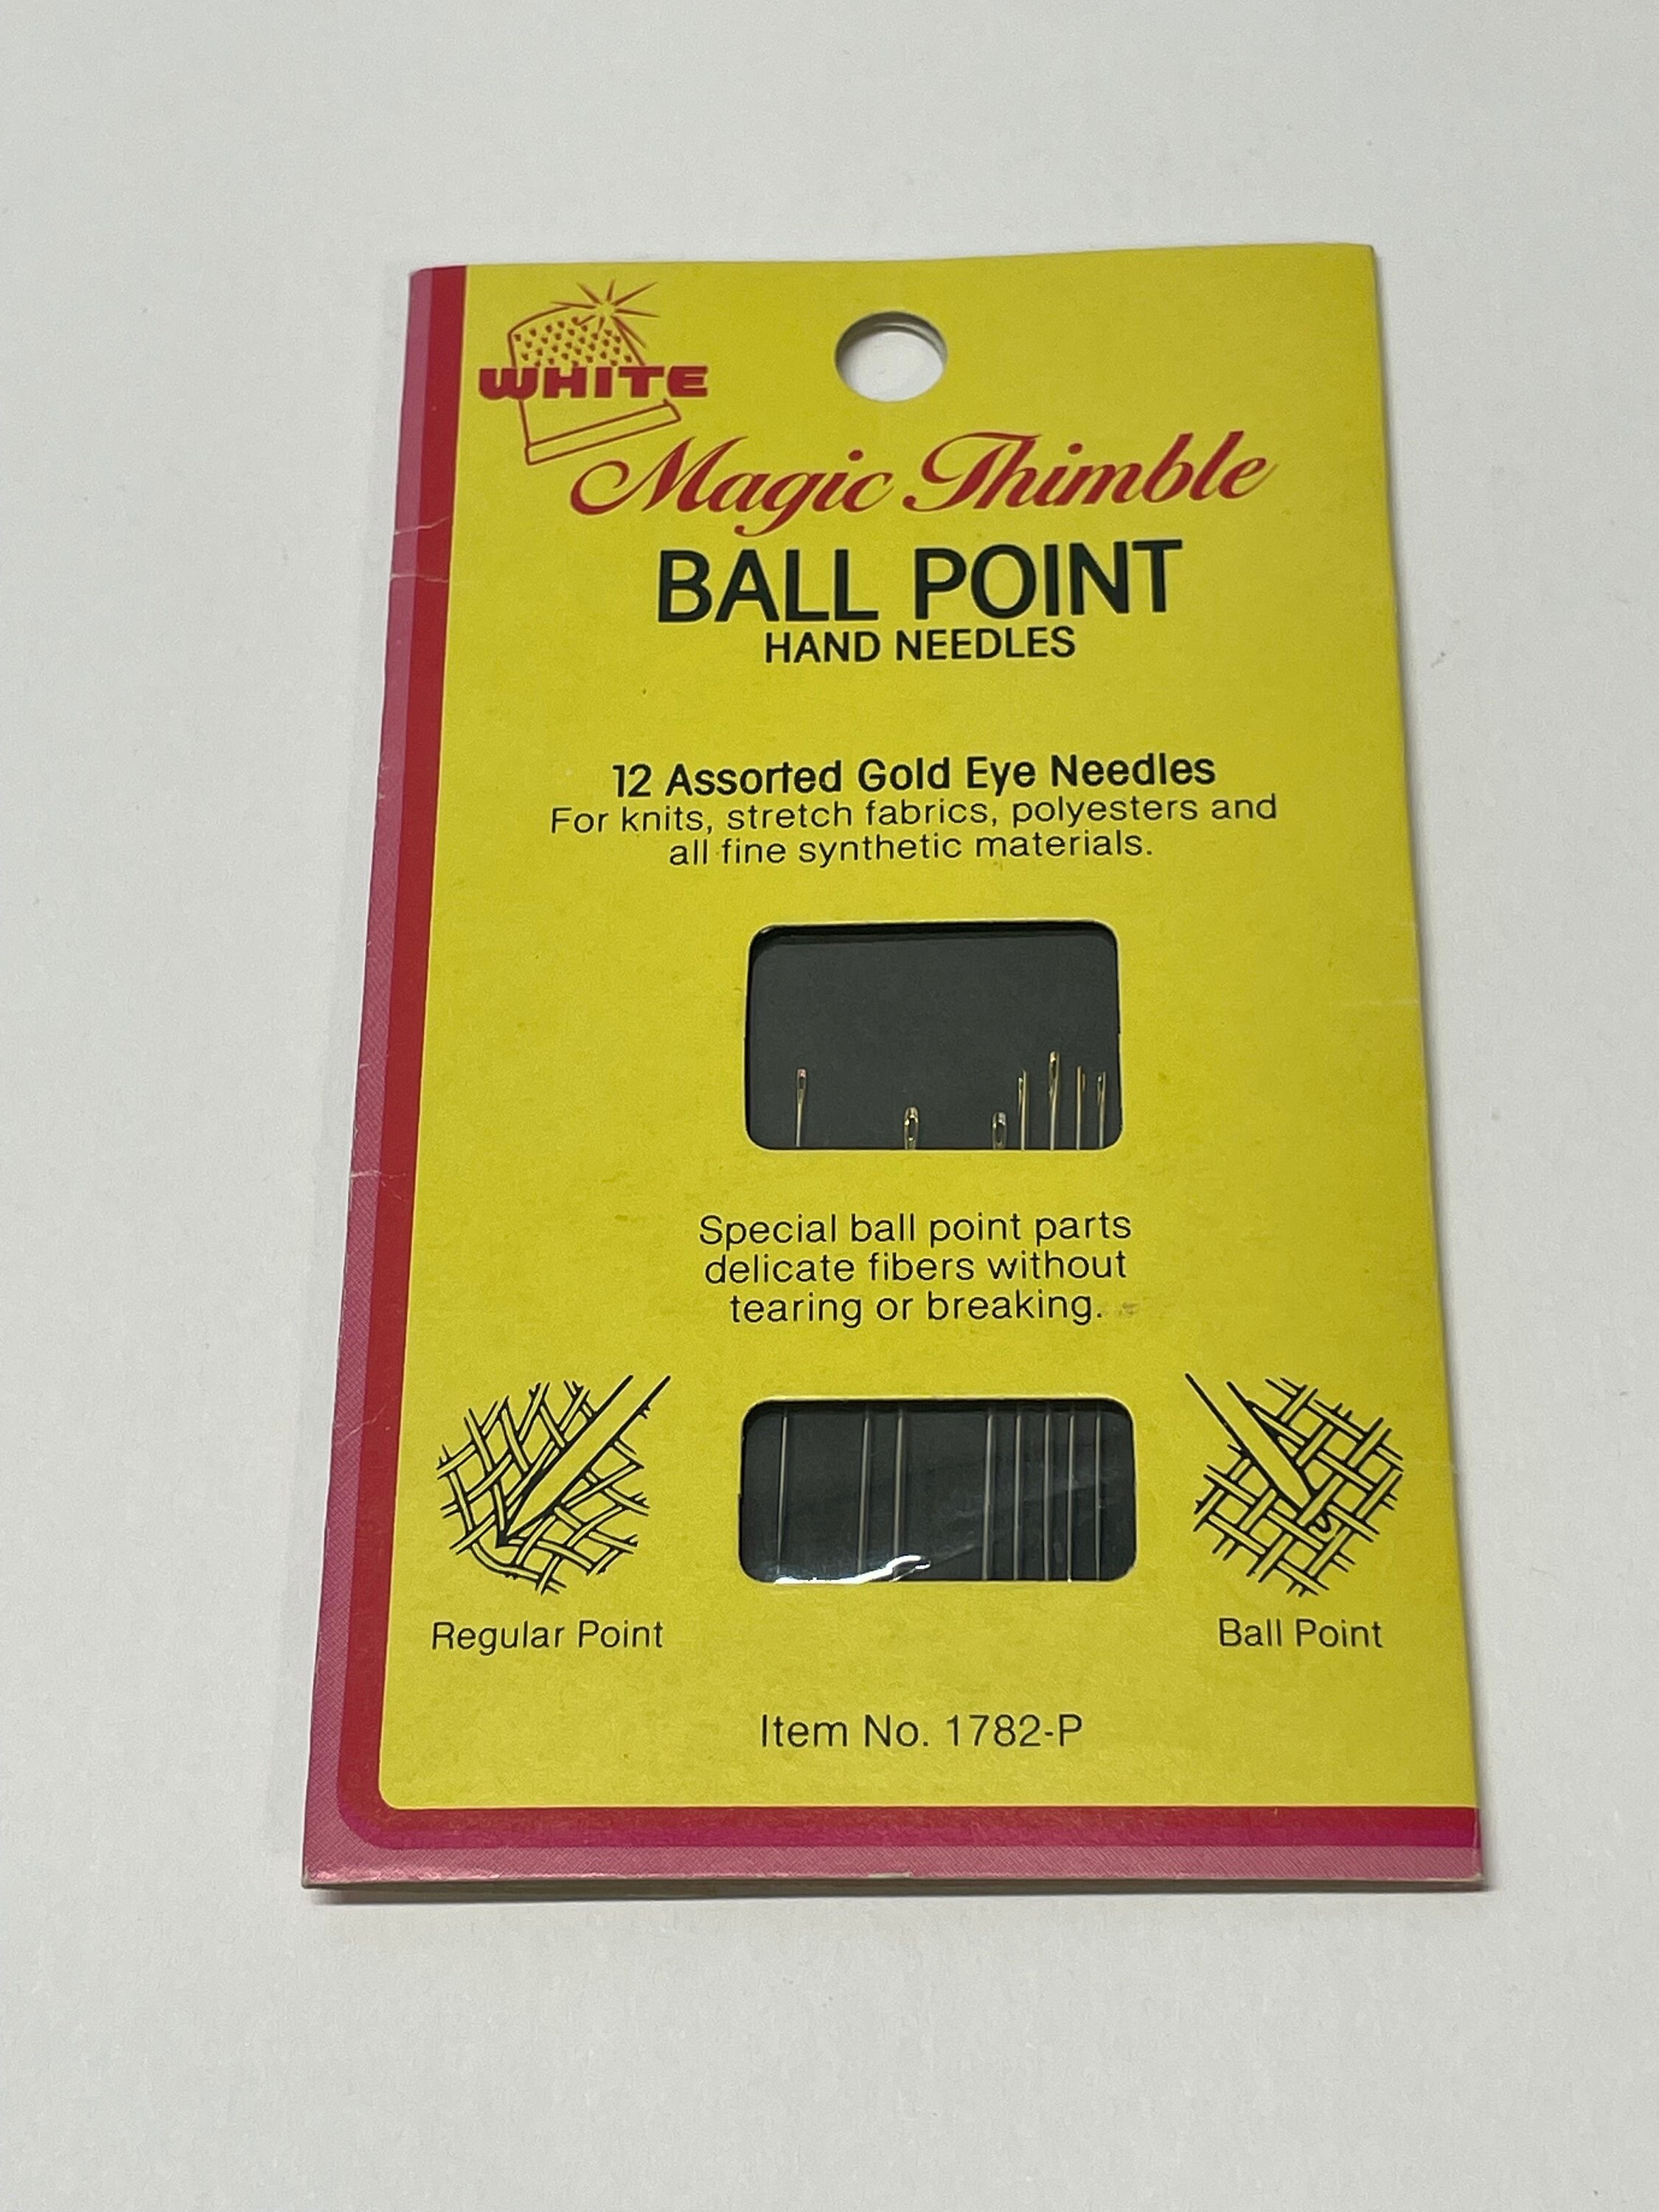 WHITE
Magic Thimble
BALL POINT
HAND NEEDLES
12 Assorted Gold Eye Needles
For knits, stretch fabrics, polyesters and
all fine synthetic materials.
Special ball point parts
delicate fibers without
tearing or breaking.
Regular Point
Ball Point
Item No. 1782-P